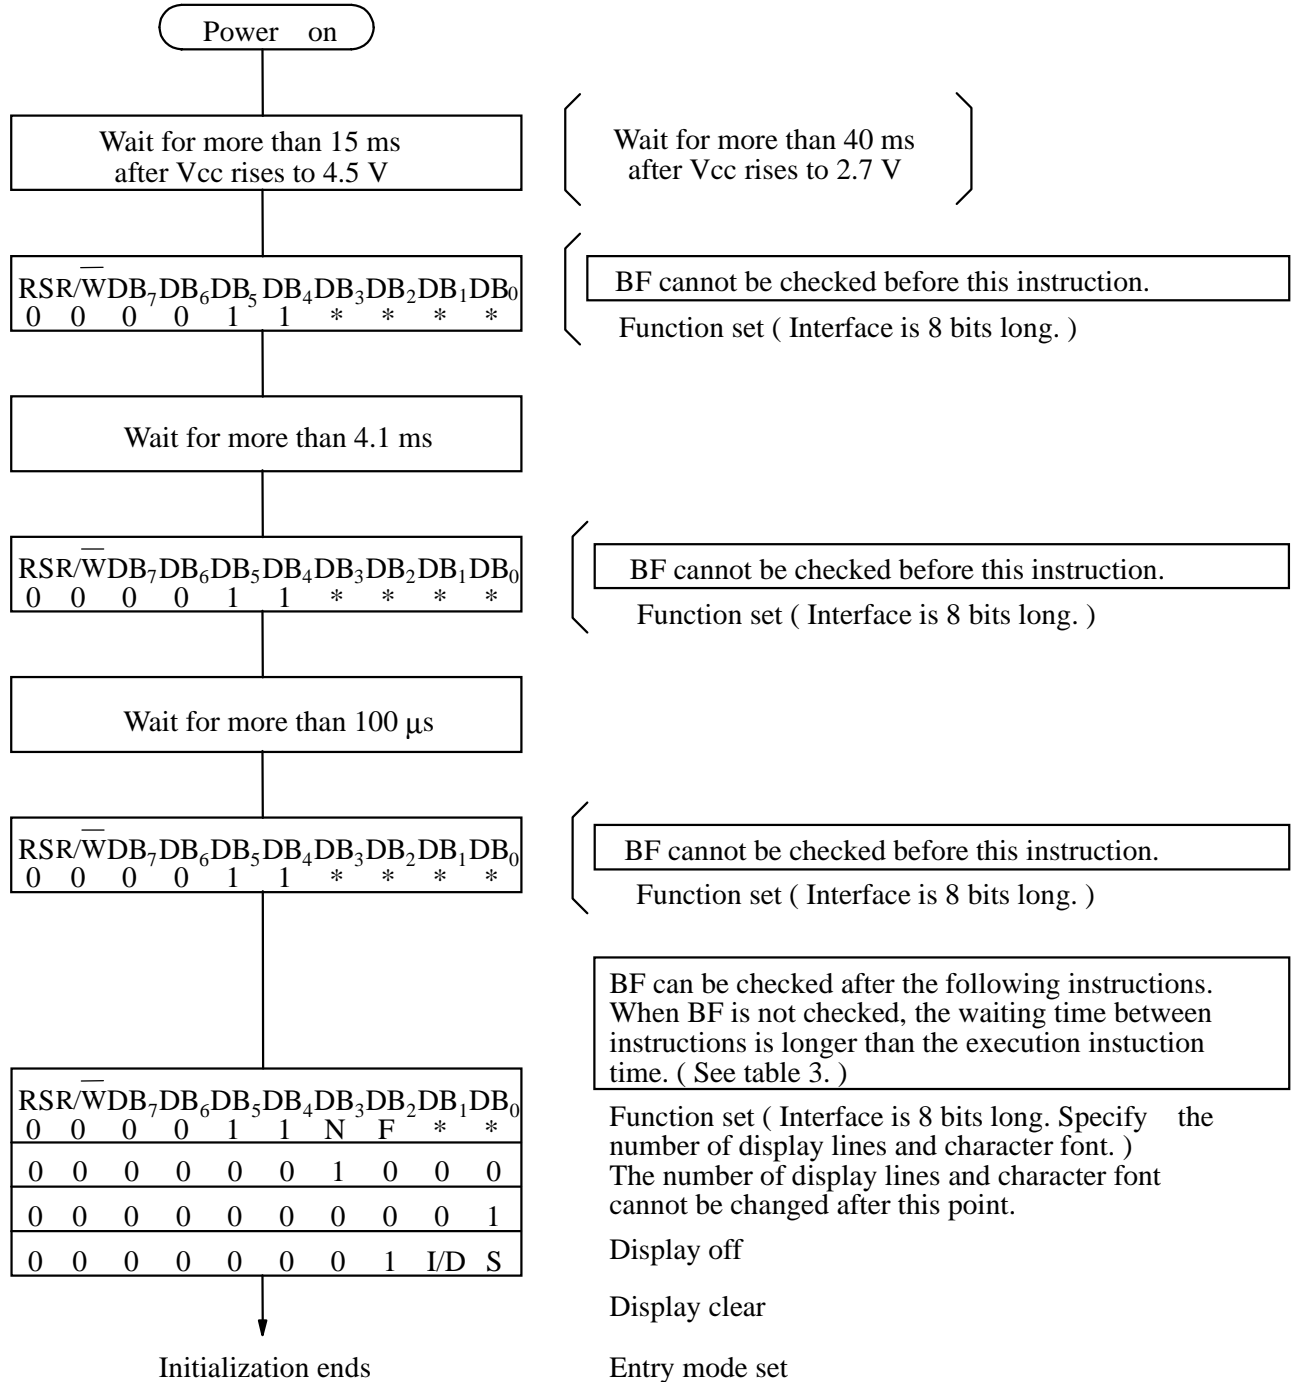 Power on
Wait for more than 15 ms
after Vcc rises to 4.5 V
Wait for more than 40 ms
after Vcc rises to 2.7 V
RS R/W̅ DB₇ DB₆ DB₅ DB₄ DB₃ DB₂ DB₁ DB₀
0 0 0 0 1 1 * * * *
BF cannot be checked before this instruction.
Function set ( Interface is 8 bits long. )
Wait for more than 4.1 ms
RS R/W̅ DB₇ DB₆ DB₅ DB₄ DB₃ DB₂ DB₁ DB₀
0 0 0 0 1 1 * * * *
BF cannot be checked before this instruction.
Function set ( Interface is 8 bits long. )
Wait for more than 100 µs
RS R/W̅ DB₇ DB₆ DB₅ DB₄ DB₃ DB₂ DB₁ DB₀
0 0 0 0 1 1 * * * *
BF cannot be checked before this instruction.
Function set ( Interface is 8 bits long. )
BF can be checked after the following instructions.
When BF is not checked, the waiting time between
instructions is longer than the execution instuction
time. ( See table 3. )
RS R/W̅ DB₇ DB₆ DB₅ DB₄ DB₃ DB₂ DB₁ DB₀
0 0 0 0 1 1 N F * *
0 0 0 0 0 0 1 0 0 0
0 0 0 0 0 0 0 0 0 1
0 0 0 0 0 0 0 1 I/D S
Function set ( Interface is 8 bits long. Specify the
number of display lines and character font. )
The number of display lines and character font
cannot be changed after this point.
Display off
Display clear
Initialization ends
Entry mode set